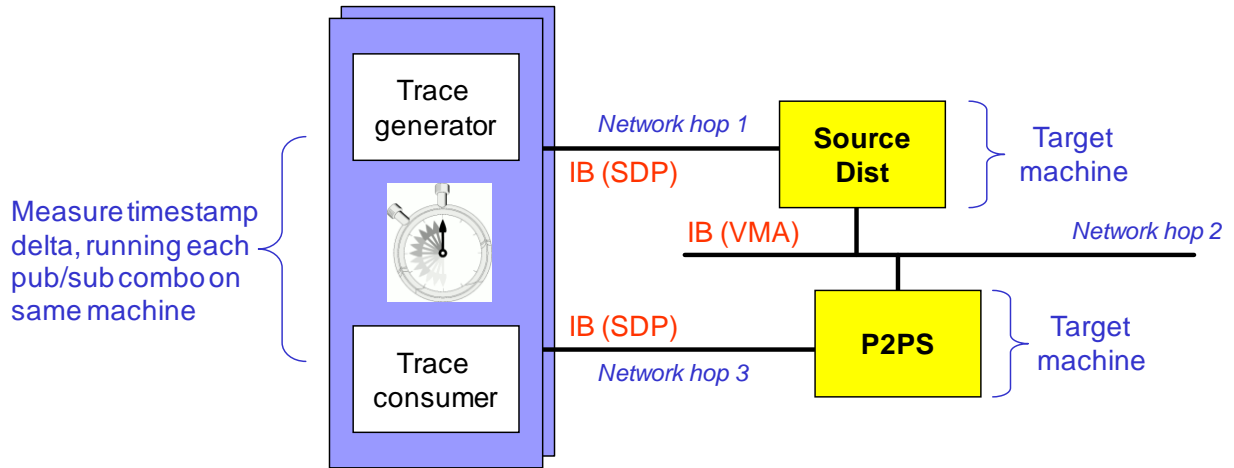 Trace
generator
Network hop 1
IB (SDP)
Source
Dist
Target
machine
Measure timestamp
delta, running each
pub/sub combo on
same machine
IB (VMA)
Network hop 2
IB (SDP)
Network hop 3
Trace
consumer
P2PS
Target
machine